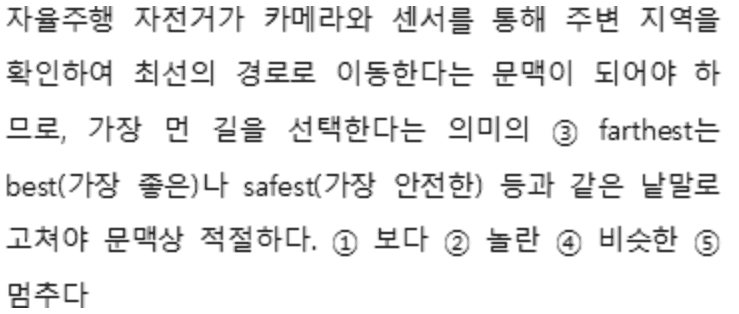 자율주행 자전거가 카메라와 센서를 통해 주변 지역을
확인하여 최선의 경로로 이동한다는 문맥이 되어야 하
므로, 가장 먼 길을 선택한다는 의미의 ③ farthest는
best(가장 좋은)나 safest(가장 안전한) 등과 같은 낱말로
고쳐야 문맥상 적절하다. ① 보다 ② 놀란 ④ 비슷한 ⑤
멈추다